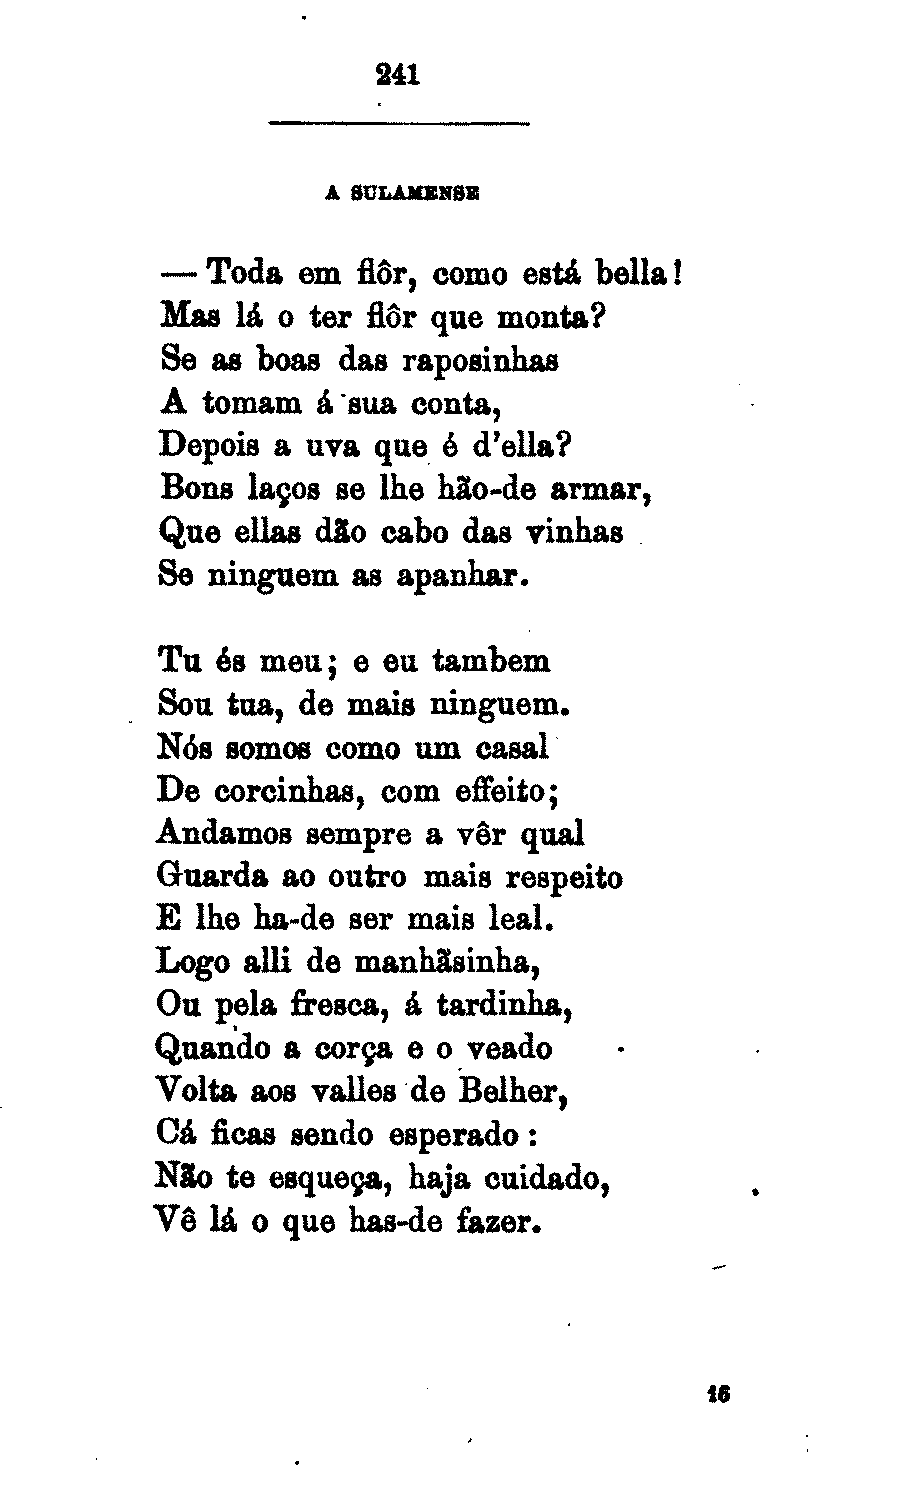 241
A SULAMENSE
— Toda em flôr, como está bella!
Mas lá o ter flôr que monta?
Se as boas das raposinhas
A tomam á sua conta,
Depois a uva que é d'ella?
Bons laços se lhe hão-de armar,
Que ellas dão cabo das vinhas
Se ninguem as apanhar.
Tu és meu; e eu tambem
Sou tua, de mais ninguem.
Nós somos como um casal
De corcinhas, com effeito;
Andamos sempre a vêr qual
Guarda ao outro mais respeito
E lhe ha-de ser mais leal.
Logo alli de manhãsinha,
Ou pela fresca, á tardinha,
Quando a corça e o veado
Volta aos valles de Belher,
Cá ficas sendo esperado:
Não te esqueça, haja cuidado,
Vê lá o que has-de fazer.
16